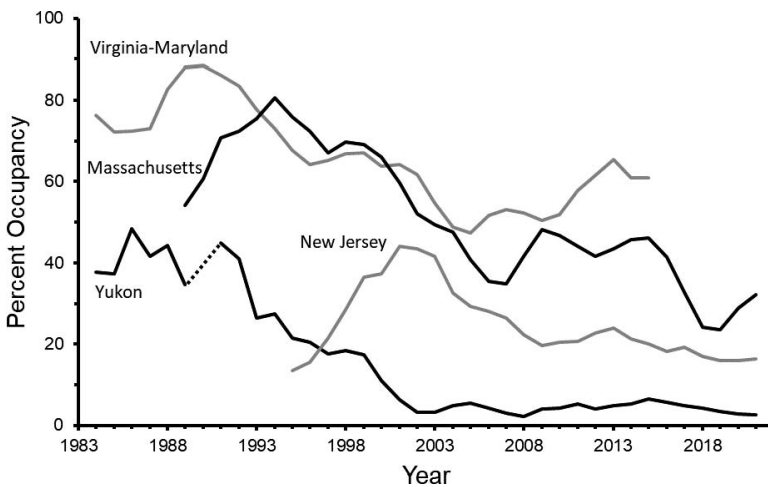 100
Virginia-Maryland
80
Massachusetts
60
New Jersey
40
Yukon
20
0
Percent Occupancy
1983 1988 1993 1998 2003 2008 2013 2018
Year